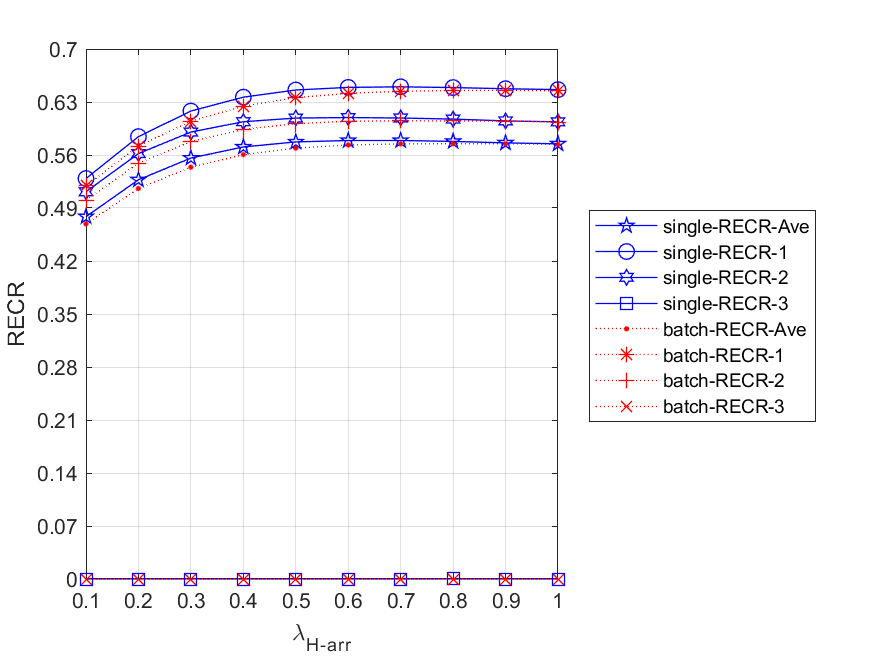 0.7
0.63
0.56
0.49
0.42
0.35
0.28
0.21
0.14
0.07
0
RECR
0.1 0.2 0.3 0.4 0.5 0.6 0.7 0.8 0.9 1
λH-arr
single-RECR-Ave
single-RECR-1
single-RECR-2
single-RECR-3
batch-RECR-Ave
batch-RECR-1
batch-RECR-2
batch-RECR-3